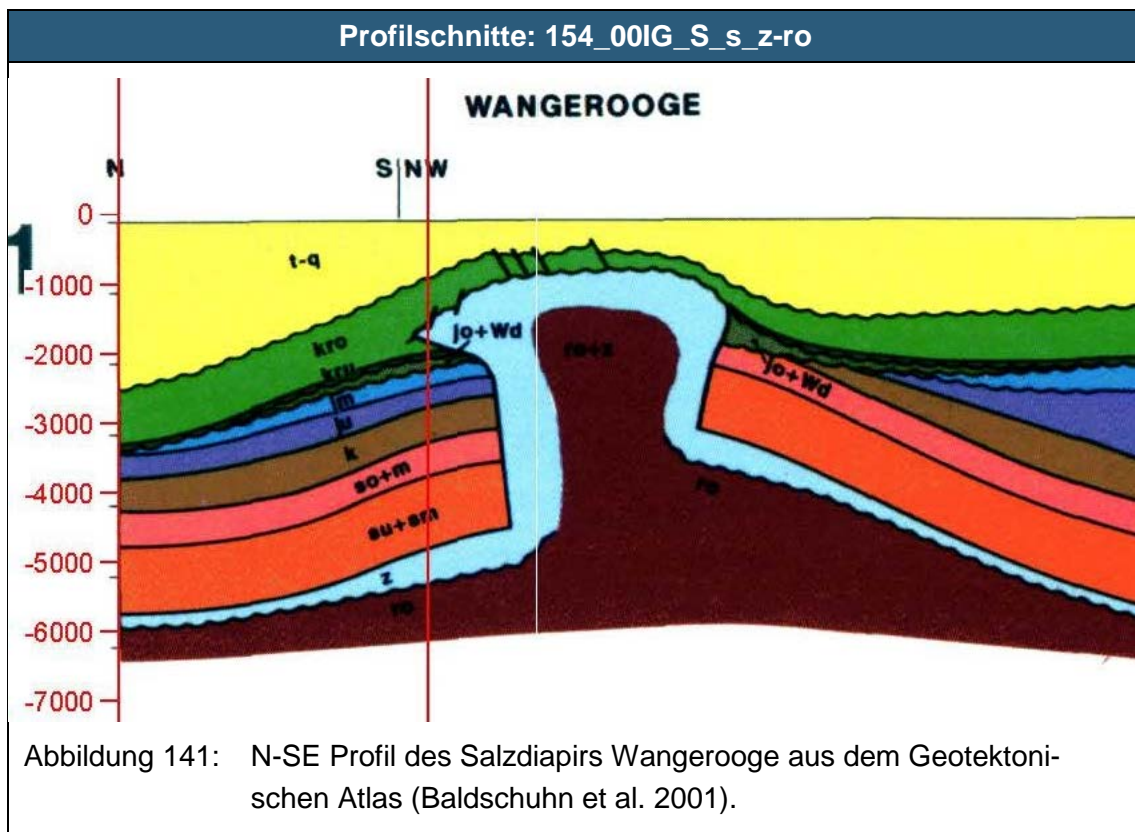 Profilschnitte: 154_00IG_S_s_z-ro
WANGEROOGE
N
S NW
0
1
-1000
-2000
-3000
-4000
-5000
-6000
-7000
t-q
kro
kru
jm
ju
k
so+m
su+sm
z
ro
jo+Wd
ro+z
jo+Wd
ro
Abbildung 141: N-SE Profil des Salzdiapirs Wangerooge aus dem Geotektoni-
schen Atlas (Baldschuhn et al. 2001).